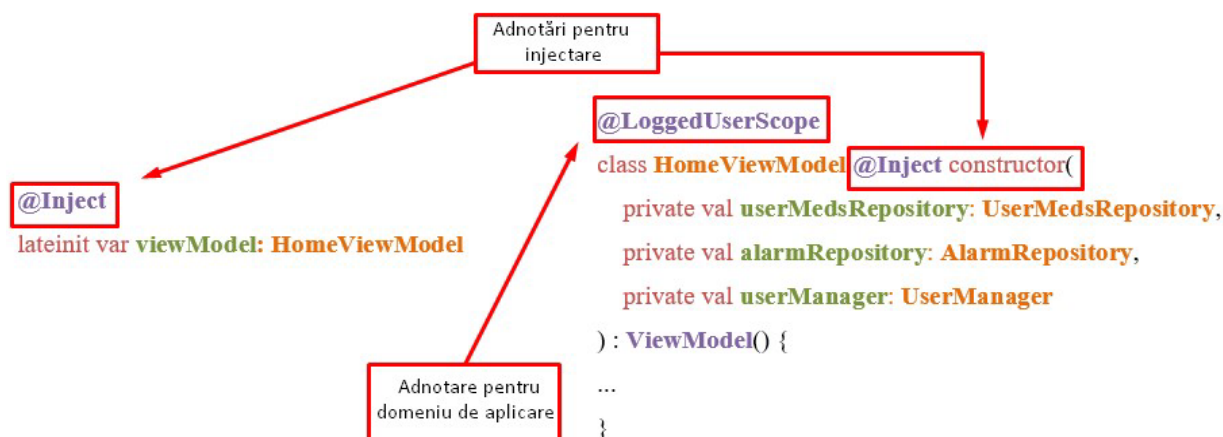 Adnotări pentru
injectare
@Inject
lateinit var viewModel: HomeViewModel
@LoggedUserScope
class HomeViewModel @Inject constructor(
private val userMedsRepository: UserMedsRepository,
private val alarmRepository: AlarmRepository,
private val userManager: UserManager
) : ViewModel() {
...
}
Adnotare pentru
domeniu de aplicare